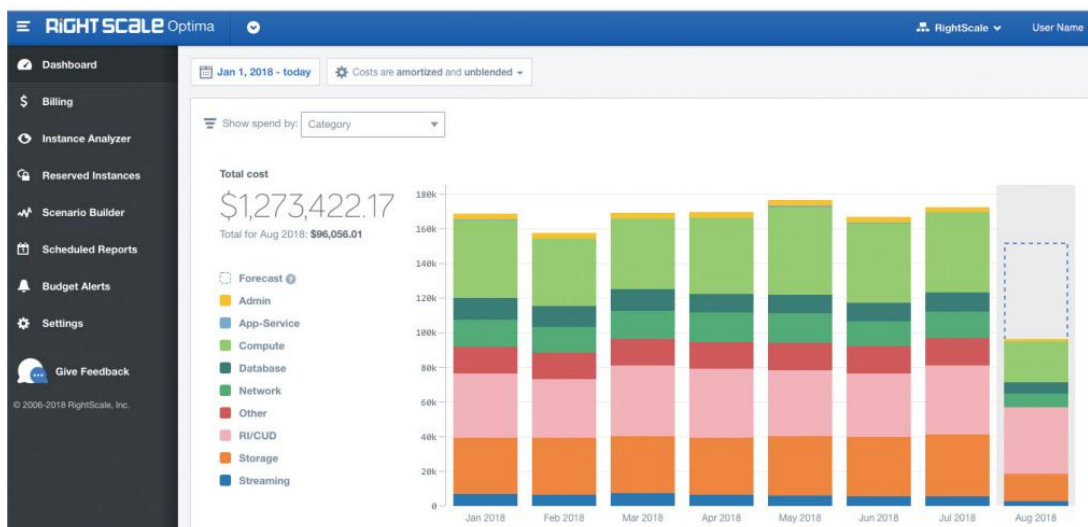 RIGHTSCALE Optima
RightScale
User Name
Dashboard
Billing
Instance Analyzer
Reserved Instances
Scenario Builder
Scheduled Reports
Budget Alerts
Settings
Give Feedback
© 2006-2018 RightScale, Inc.
Jan 1, 2018 - today
Costs are amortized and unblended
Show spend by: Category
Total cost
$1,273,422.17
Total for Aug 2018: $96,056.01
Forecast
Admin
App-Service
Compute
Database
Network
Other
RI/CUD
Storage
Streaming
180k
160k
140k
120k
100k
80k
60k
40k
20k
0
Jan 2018 Feb 2018 Mar 2018 Apr 2018 May 2018 Jun 2018 Jul 2018 Aug 2018